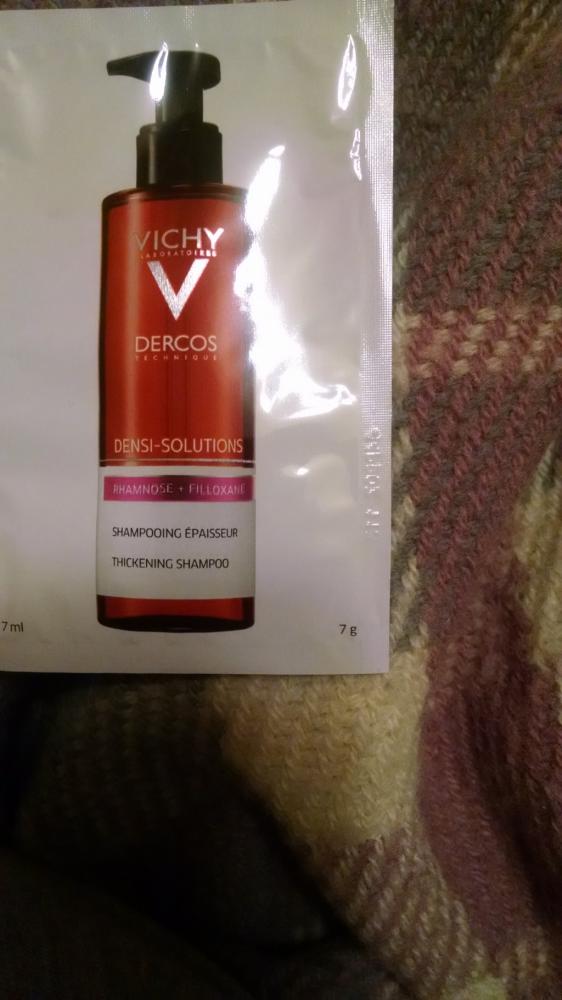 VICHY
LABORATOIRES
V
DERCOS
TECHNIQUE
DENSI-SOLUTIONS
RHAMNOSE + FILLOXANE
SHAMPOOING ÉPAISSEUR
THICKENING SHAMPOO
7 ml
7 g